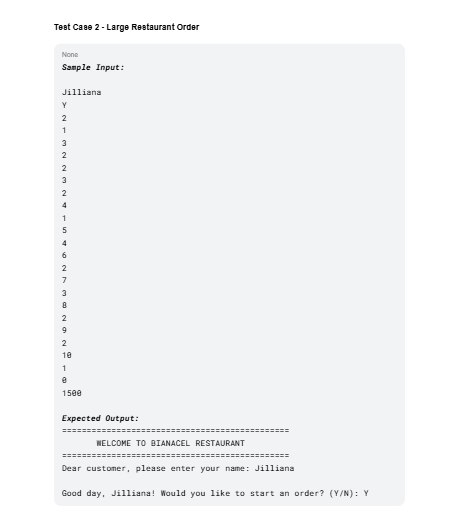 Test Case 2 - Large Restaurant Order
None
Sample Input:
Jilliana
Y
2
1
3
2
2
3
2
4
1
5
4
6
2
7
3
8
2
9
2
10
1
0
1500
Expected Output:
==============================================
WELCOME TO BIANACEL RESTAURANT
==============================================
Dear customer, please enter your name: Jilliana
Good day, Jilliana! Would you like to start an order? (Y/N): Y